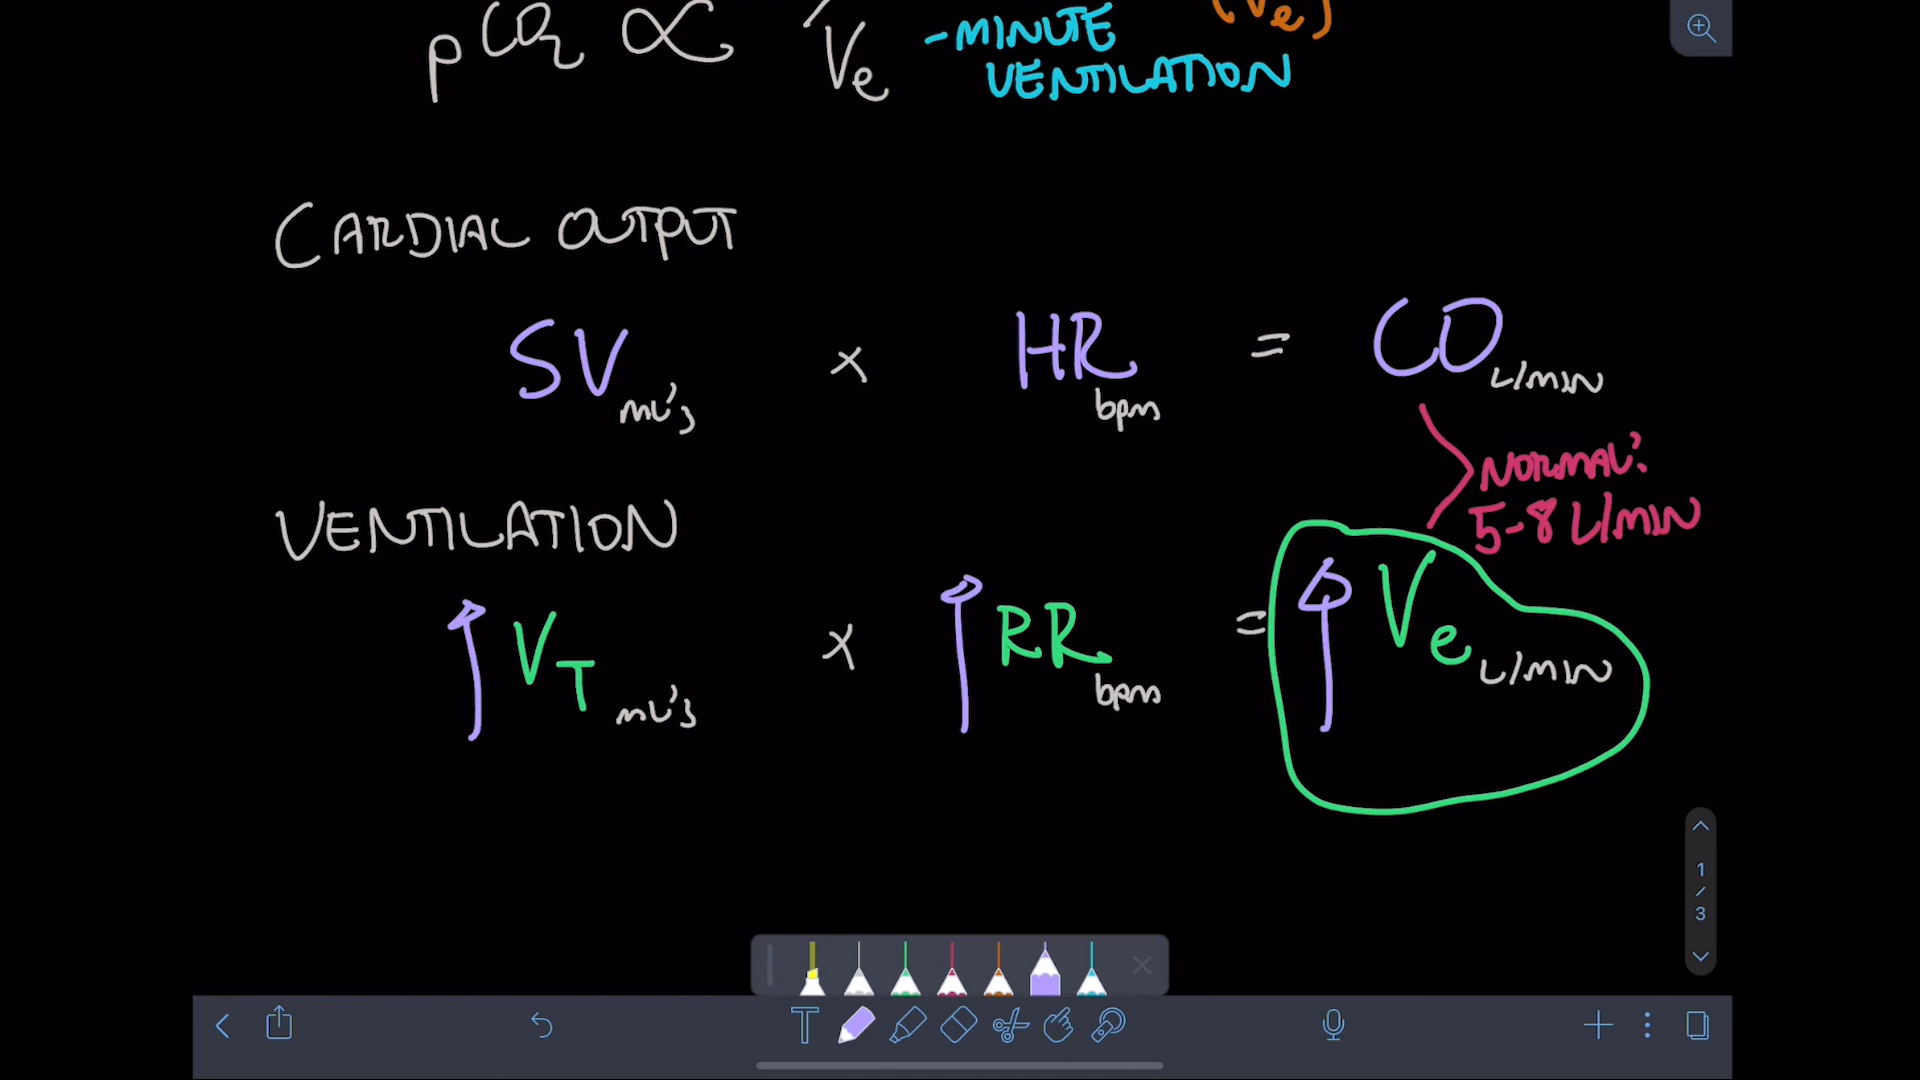 pCO₂ ∝ Ve -MINUTE (Ve)
VENTILATION
CARDIAC OUTPUT
SV mL's x HR bpm = CO L/MIN
NORMAL:
5-8 L/MIN
VENTILATION
↑ VT mL's x ↑ RR bpm = ↑ Ve L/MIN
1
/
3
T